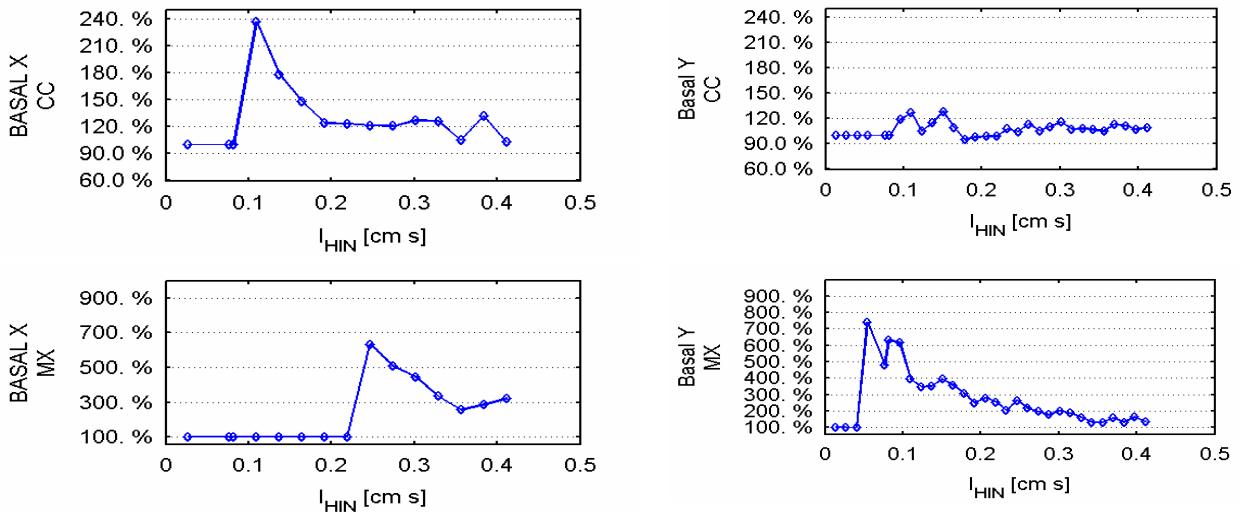 BASAL X
CC
240. %
210. %
180. %
150. %
120. %
90.0 %
60.0 %
0 0.1 0.2 0.3 0.4 0.5
I_HIN [cm s]
Basal Y
CC
240. %
210. %
180. %
150. %
120. %
90.0 %
60.0 %
0 0.1 0.2 0.3 0.4 0.5
I_HIN [cm s]
BASAL X
MX
900. %
700. %
500. %
300. %
100. %
0 0.1 0.2 0.3 0.4 0.5
I_HIN [cm s]
Basal Y
MX
900. %
800. %
700. %
600. %
500. %
400. %
300. %
200. %
100. %
0 0.1 0.2 0.3 0.4 0.5
I_HIN [cm s]